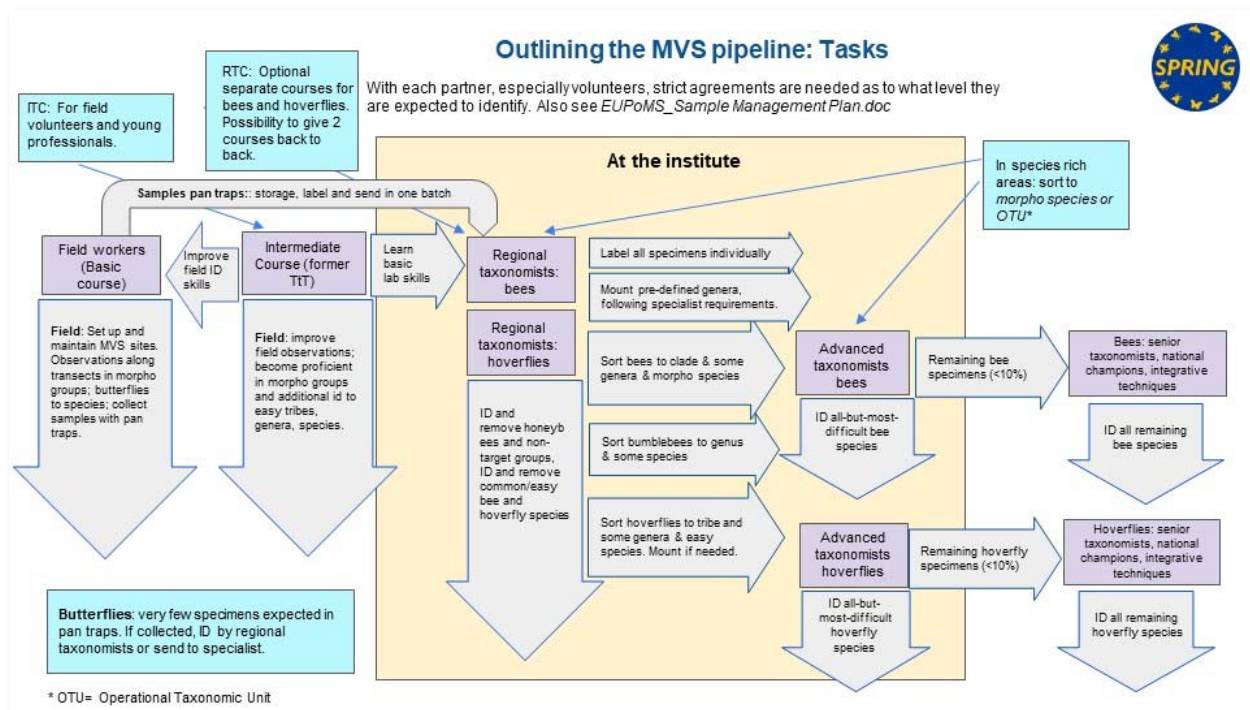 Outlining the MVS pipeline: Tasks
SPRING
With each partner, especially volunteers, strict agreements are needed as to what level they
are expected to identify. Also see EUPoMS_Sample Management Plan.doc
ITC: For field
volunteers and young
professionals.
RTC: Optional
separate courses for
bees and hoverflies.
Possibility to give 2
courses back to
back.
At the institute
In species rich
areas: sort to
morpho species or
OTU*
Samples pan traps:: storage, label and send in one batch
Field workers
(Basic
course)
Improve
field ID
skills
Intermediate
Course (former
TtT)
Learn
basic
lab skills
Regional
taxonomists:
bees
Regional
taxonomists:
hoverflies
Label all specimens individually
Mount pre-defined genera,
following specialist requirements.
Sort bees to clade & some
genera & morpho species
Sort bumblebees to genus
& some species
Sort hoverflies to tribe and
some genera & easy
species. Mount if needed.
Field: Set up and
maintain MVS sites.
Observations along
transects in morpho
groups; butterflies
to species; collect
samples with pan
traps.
Field: improve
field observations;
become proficient
in morpho groups
and additional id to
easy tribes,
genera, species.
ID and
remove honeyb
ees and non-
target groups,
ID and remove
common/easy
bee and
hoverfly species
Advanced
taxonomists
bees
ID all-but-most-
difficult bee
species
Remaining bee
specimens (<10%)
Bees: senior
taxonomists, national
champions, integrative
techniques
ID all remaining
bee species
Advanced
taxonomists
hoverflies
ID all-but-
most-difficult
hoverfly
species
Remaining hoverfly
specimens (<10%)
Hoverflies: senior
taxonomists, national
champions, integrative
techniques
ID all remaining
hoverfly species
Butterflies: very few specimens expected in
pan traps. If collected, ID by regional
taxonomists or send to specialist.
* OTU= Operational Taxonomic Unit